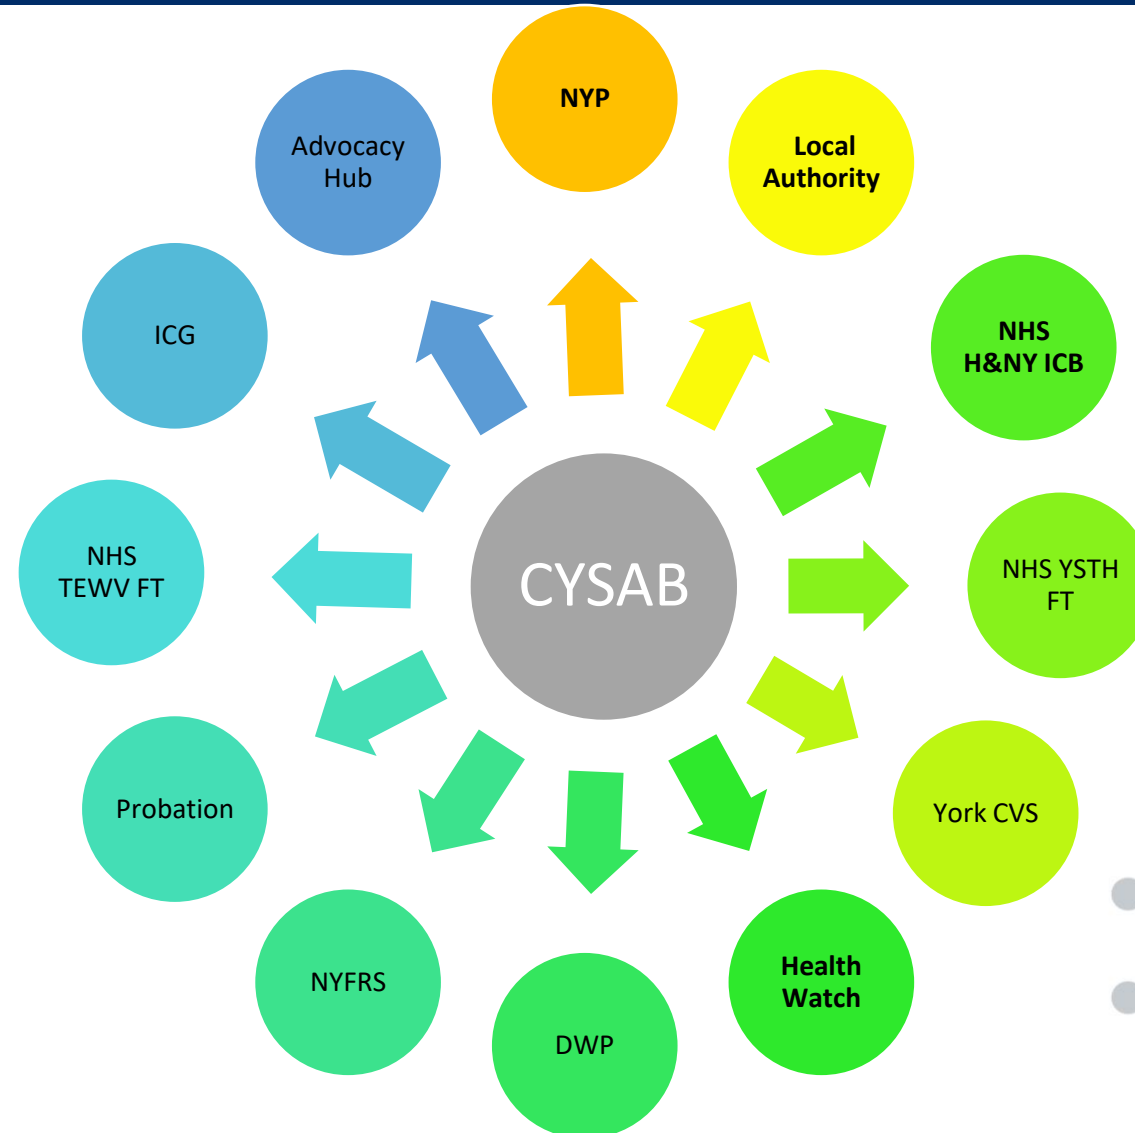 NYP
Local
Authority
NHS
H&NY ICB
NHS YSTH
FT
York CVS
Health
Watch
DWP
NYFRS
Probation
NHS
TEWV FT
ICG
Advocacy
Hub
CYSAB